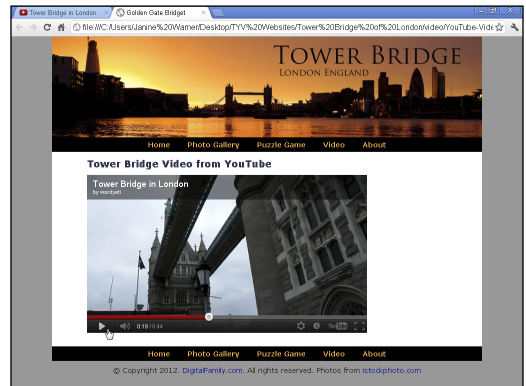 Tower Bridge in London -
Golden Gate Bridget
file:///C:/Users/Janine%20Warner/Desktop/TYV%20Websites/Tower%20Bridge%20of%20London/video/YouTube-Vide
TOWER BRIDGE
LONDON ENGLAND
Home Photo Gallery Puzzle Game Video About
Tower Bridge Video from YouTube
Tower Bridge in London
by wordyeti
0:19 / 0:44
Home Photo Gallery Puzzle Game Video About
© Copyright 2012. DigitalFamily.com. All rights reserved. Photos from istockphoto.com